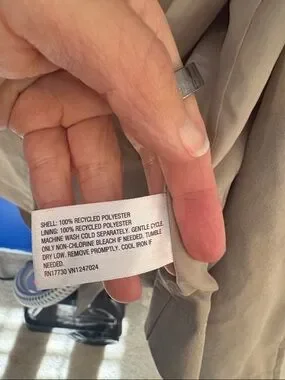 SHELL: 100% RECYCLED POLYESTER
LINING: 100% RECYCLED POLYESTER
MACHINE WASH COLD SEPARATELY. GENTLE CYCLE.
ONLY NON-CHLORINE BLEACH IF NEEDED. TUMBLE
DRY LOW. REMOVE PROMPTLY. COOL IRON IF
NEEDED.
RN17730 VN1247024